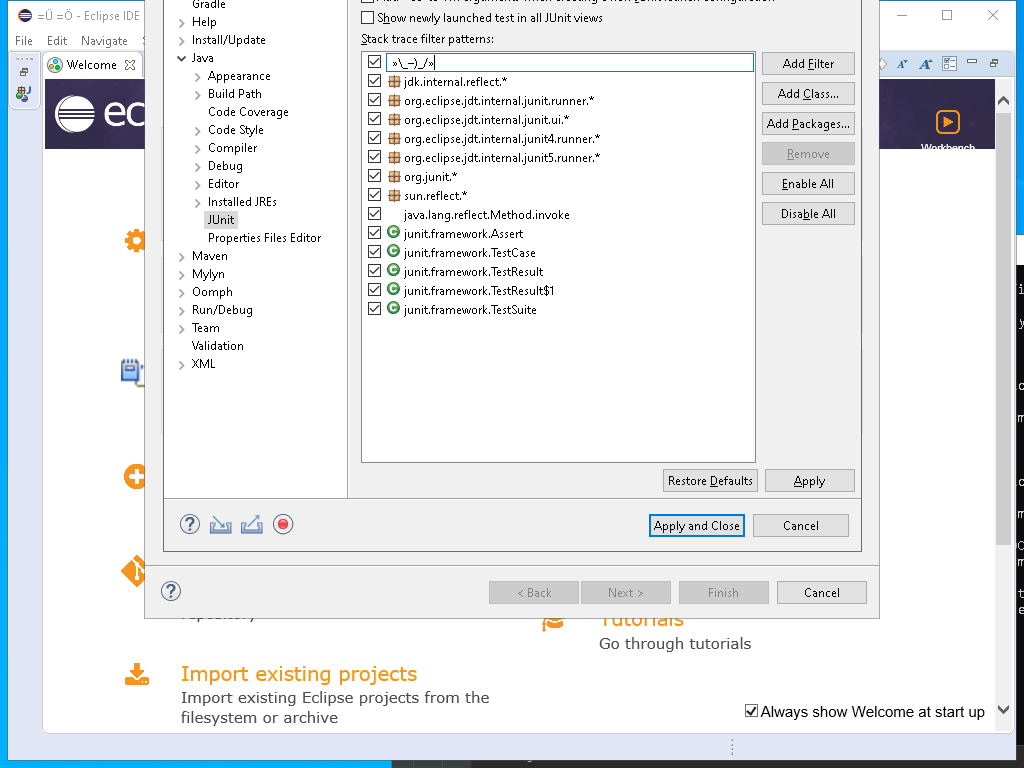 =Ü =Ö - Eclipse IDE
File Edit Navigate
Welcome
ec
Workbench
Gradle
Help
Install/Update
Java
Appearance
Build Path
Code Coverage
Code Style
Compiler
Debug
Editor
Installed JREs
JUnit
Properties Files Editor
Maven
Mylyn
Oomph
Run/Debug
Team
Validation
XML
Show newly launched test in all JUnit views
Stack trace filter patterns:
»\_–)_/»
jdk.internal.reflect.*
org.eclipse.jdt.internal.junit.runner.*
org.eclipse.jdt.internal.junit.ui.*
org.eclipse.jdt.internal.junit4.runner.*
org.eclipse.jdt.internal.junit5.runner.*
org.junit.*
sun.reflect.*
java.lang.reflect.Method.invoke
junit.framework.Assert
junit.framework.TestCase
junit.framework.TestResult
junit.framework.TestResult$1
junit.framework.TestSuite
Add Filter
Add Class...
Add Packages...
Remove
Enable All
Disable All
Restore Defaults Apply
Apply and Close Cancel
< Back Next > Finish Cancel
repository
Tutorials
Go through tutorials
Import existing projects
Import existing Eclipse projects from the
filesystem or archive
Always show Welcome at start up